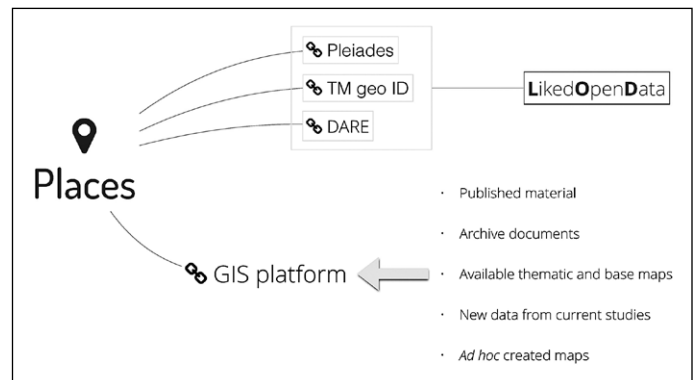 Pleiades
TM geo ID
DARE
LikedOpenData
Places
GIS platform
· Published material
· Archive documents
· Available thematic and base maps
· New data from current studies
· Ad hoc created maps